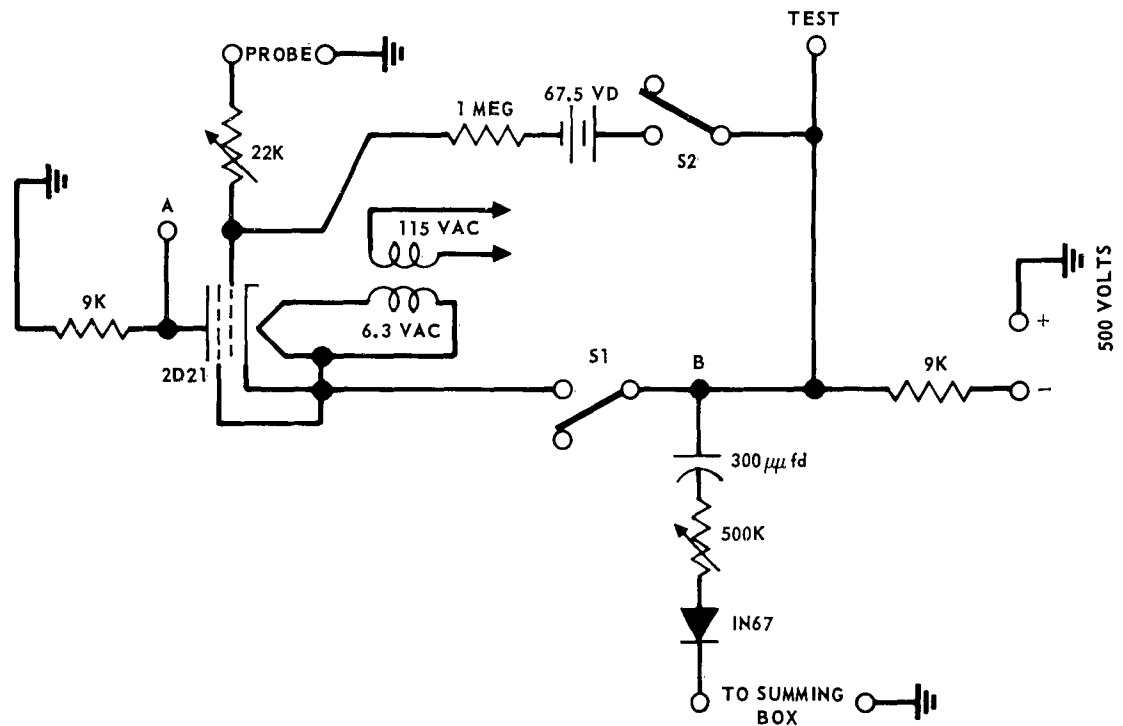 TEST
PROBE
67.5 VD
1 MEG
22K
S2
A
115 VAC
500 VOLTS
9K
+
6.3 VAC
2D21
S1
B
9K
−
300 μμ fd
500K
IN67
TO SUMMING
BOX